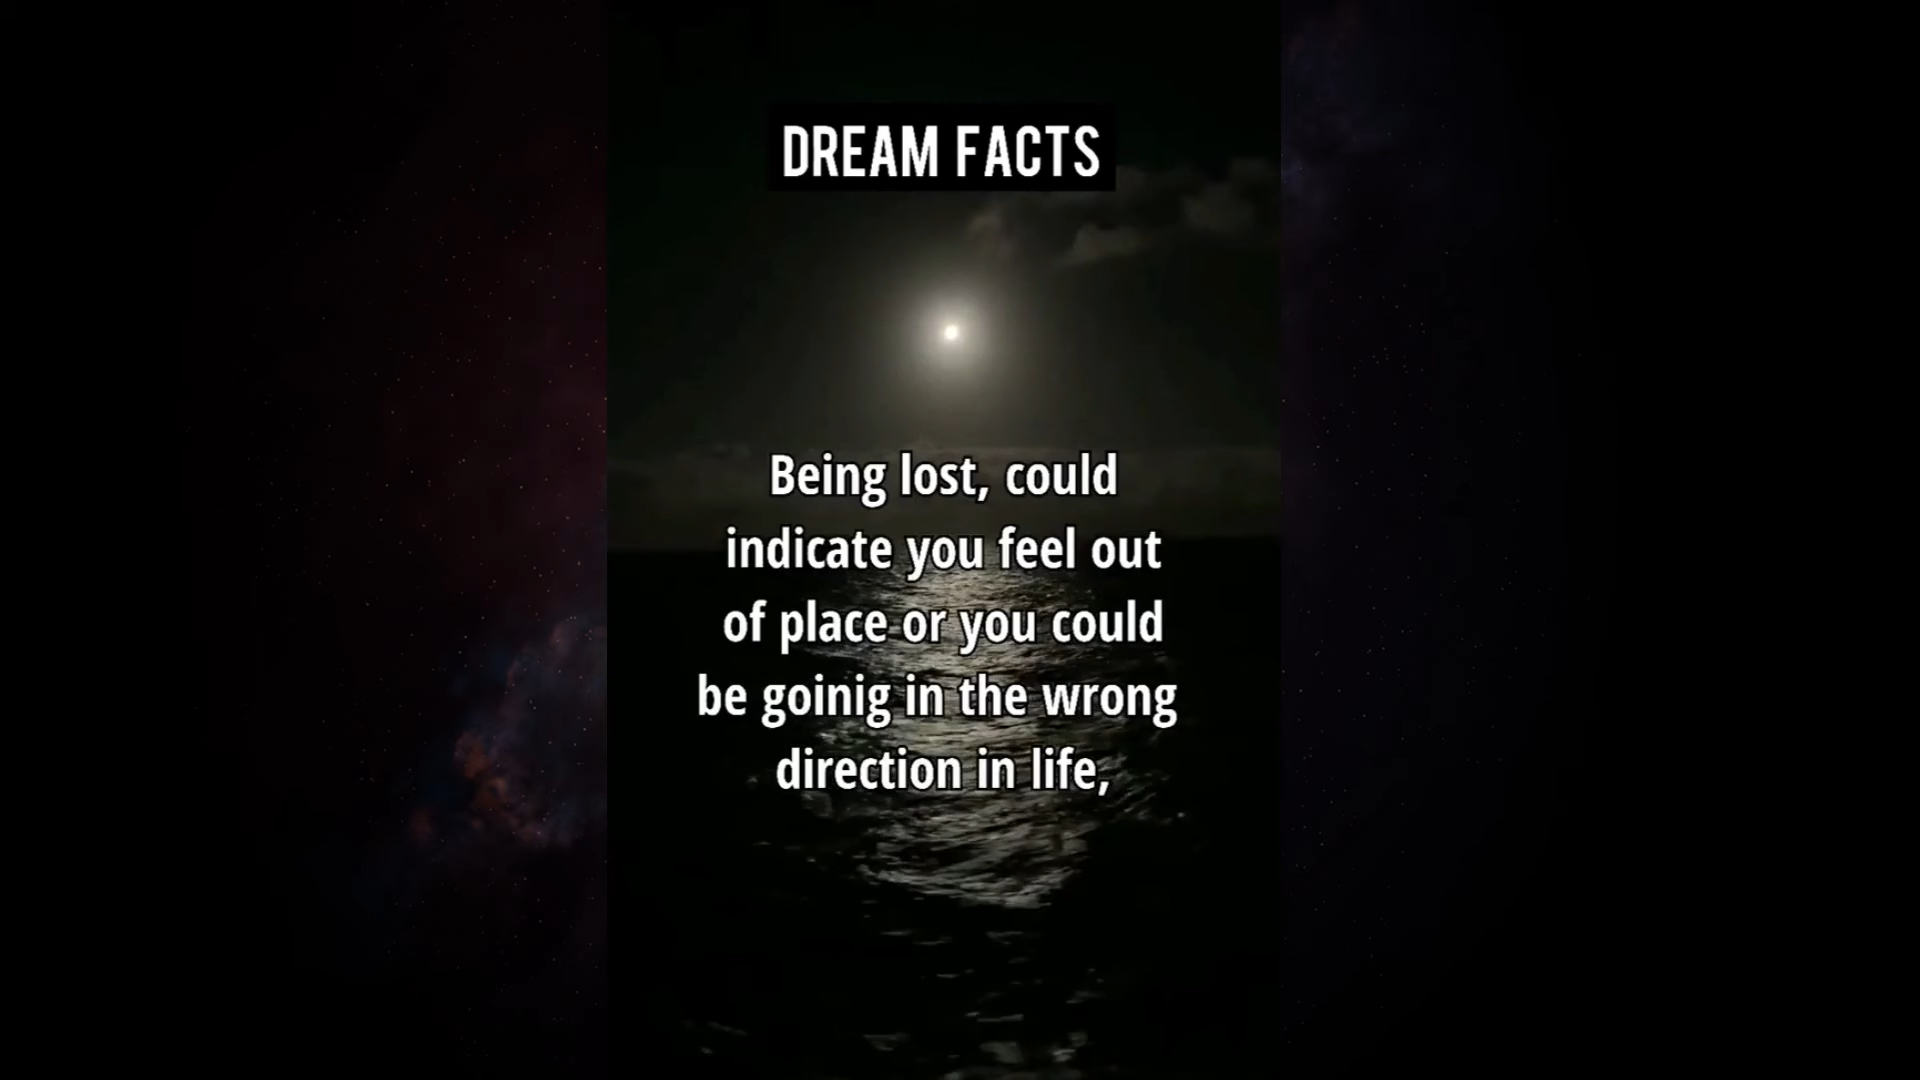 DREAM FACTS
Being lost, could
indicate you feel out
of place or you could
be goinig in the wrong
direction in life,